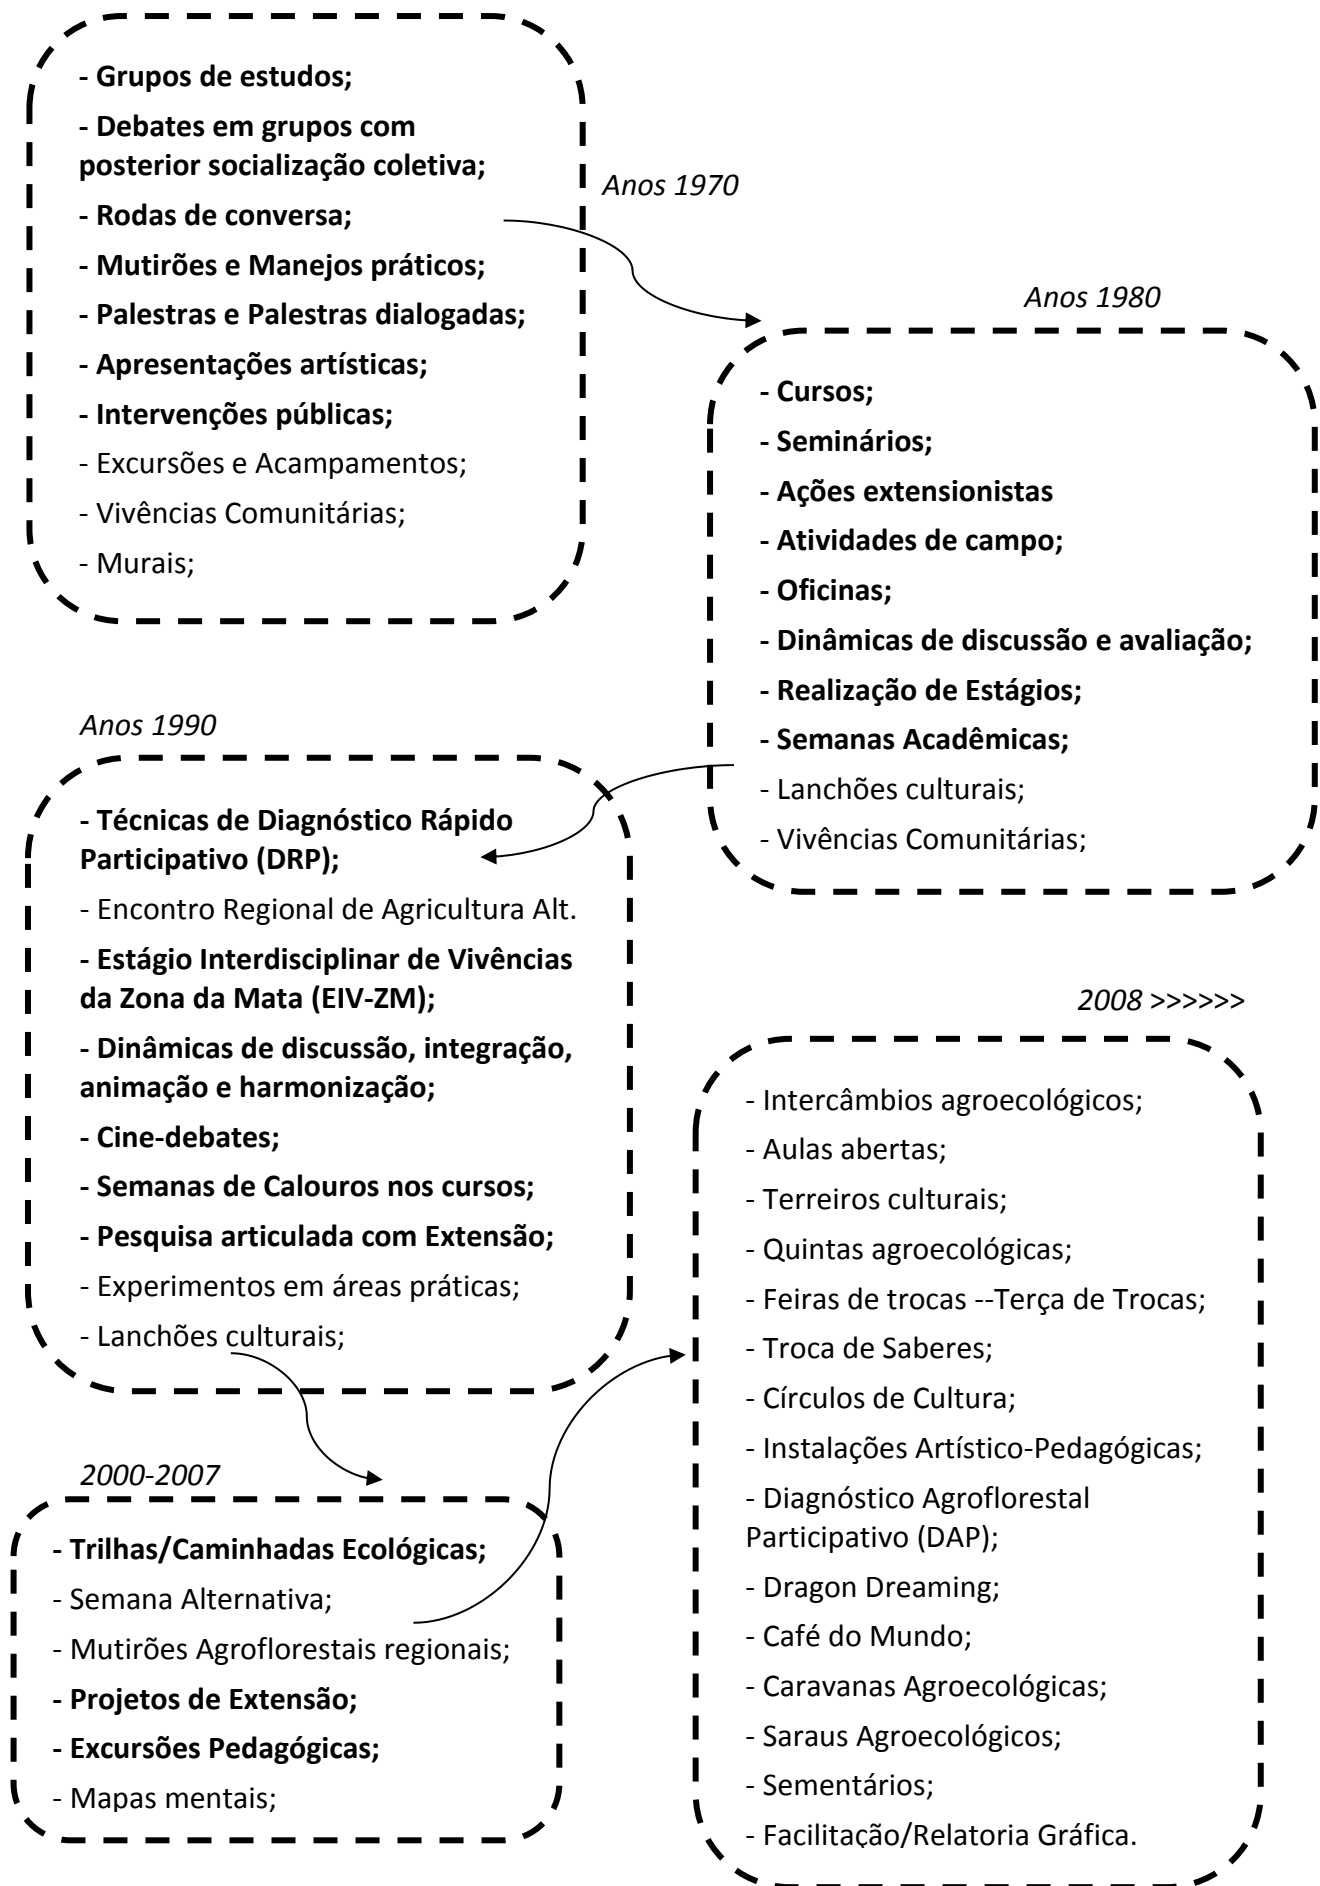 - Grupos de estudos;
- Debates em grupos com
posterior socialização coletiva;
- Rodas de conversa;
- Mutirões e Manejos práticos;
- Palestras e Palestras dialogadas;
- Apresentações artísticas;
- Intervenções públicas;
- Excursões e Acampamentos;
- Vivências Comunitárias;
- Murais;
Anos 1970
Anos 1980
- Cursos;
- Seminários;
- Ações extensionistas
- Atividades de campo;
- Oficinas;
- Dinâmicas de discussão e avaliação;
- Realização de Estágios;
- Semanas Acadêmicas;
- Lanchões culturais;
- Vivências Comunitárias;
Anos 1990
- Técnicas de Diagnóstico Rápido
Participativo (DRP);
- Encontro Regional de Agricultura Alt.
- Estágio Interdisciplinar de Vivências
da Zona da Mata (EIV-ZM);
- Dinâmicas de discussão, integração,
animação e harmonização;
- Cine-debates;
- Semanas de Calouros nos cursos;
- Pesquisa articulada com Extensão;
- Experimentos em áreas práticas;
- Lanchões culturais;
2000-2007
- Trilhas/Caminhadas Ecológicas;
- Semana Alternativa;
- Mutirões Agroflorestais regionais;
- Projetos de Extensão;
- Excursões Pedagógicas;
- Mapas mentais;
2008 >>>>>>
- Intercâmbios agroecológicos;
- Aulas abertas;
- Terreiros culturais;
- Quintas agroecológicas;
- Feiras de trocas --Terça de Trocas;
- Troca de Saberes;
- Círculos de Cultura;
- Instalações Artístico-Pedagógicas;
- Diagnóstico Agroflorestal
Participativo (DAP);
- Dragon Dreaming;
- Café do Mundo;
- Caravanas Agroecológicas;
- Saraus Agroecológicos;
- Sementários;
- Facilitação/Relatoria Gráfica.